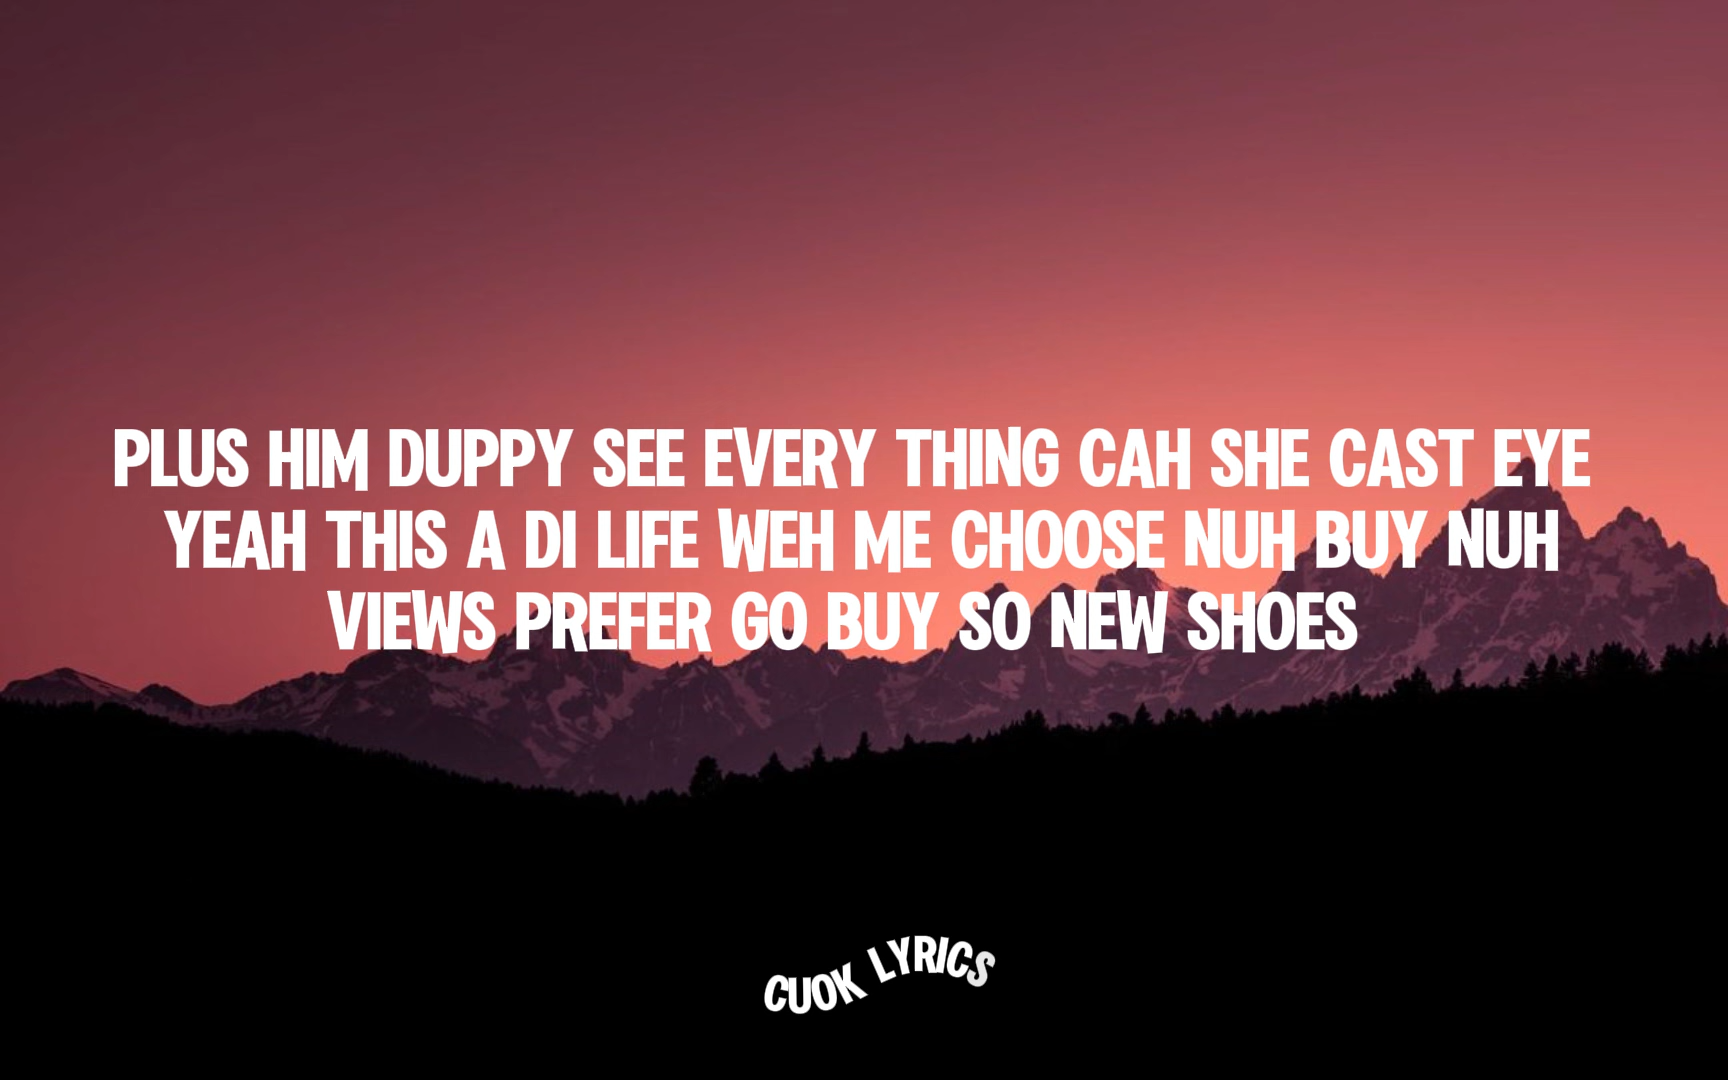 PLUS HIM DUPPY SEE EVERY THING CAH SHE CAST EYE
YEAH THIS A DI LIFE WEH ME CHOOSE NUH BUY NUH
VIEWS PREFER GO BUY SO NEW SHOES
CUOK LYRICS